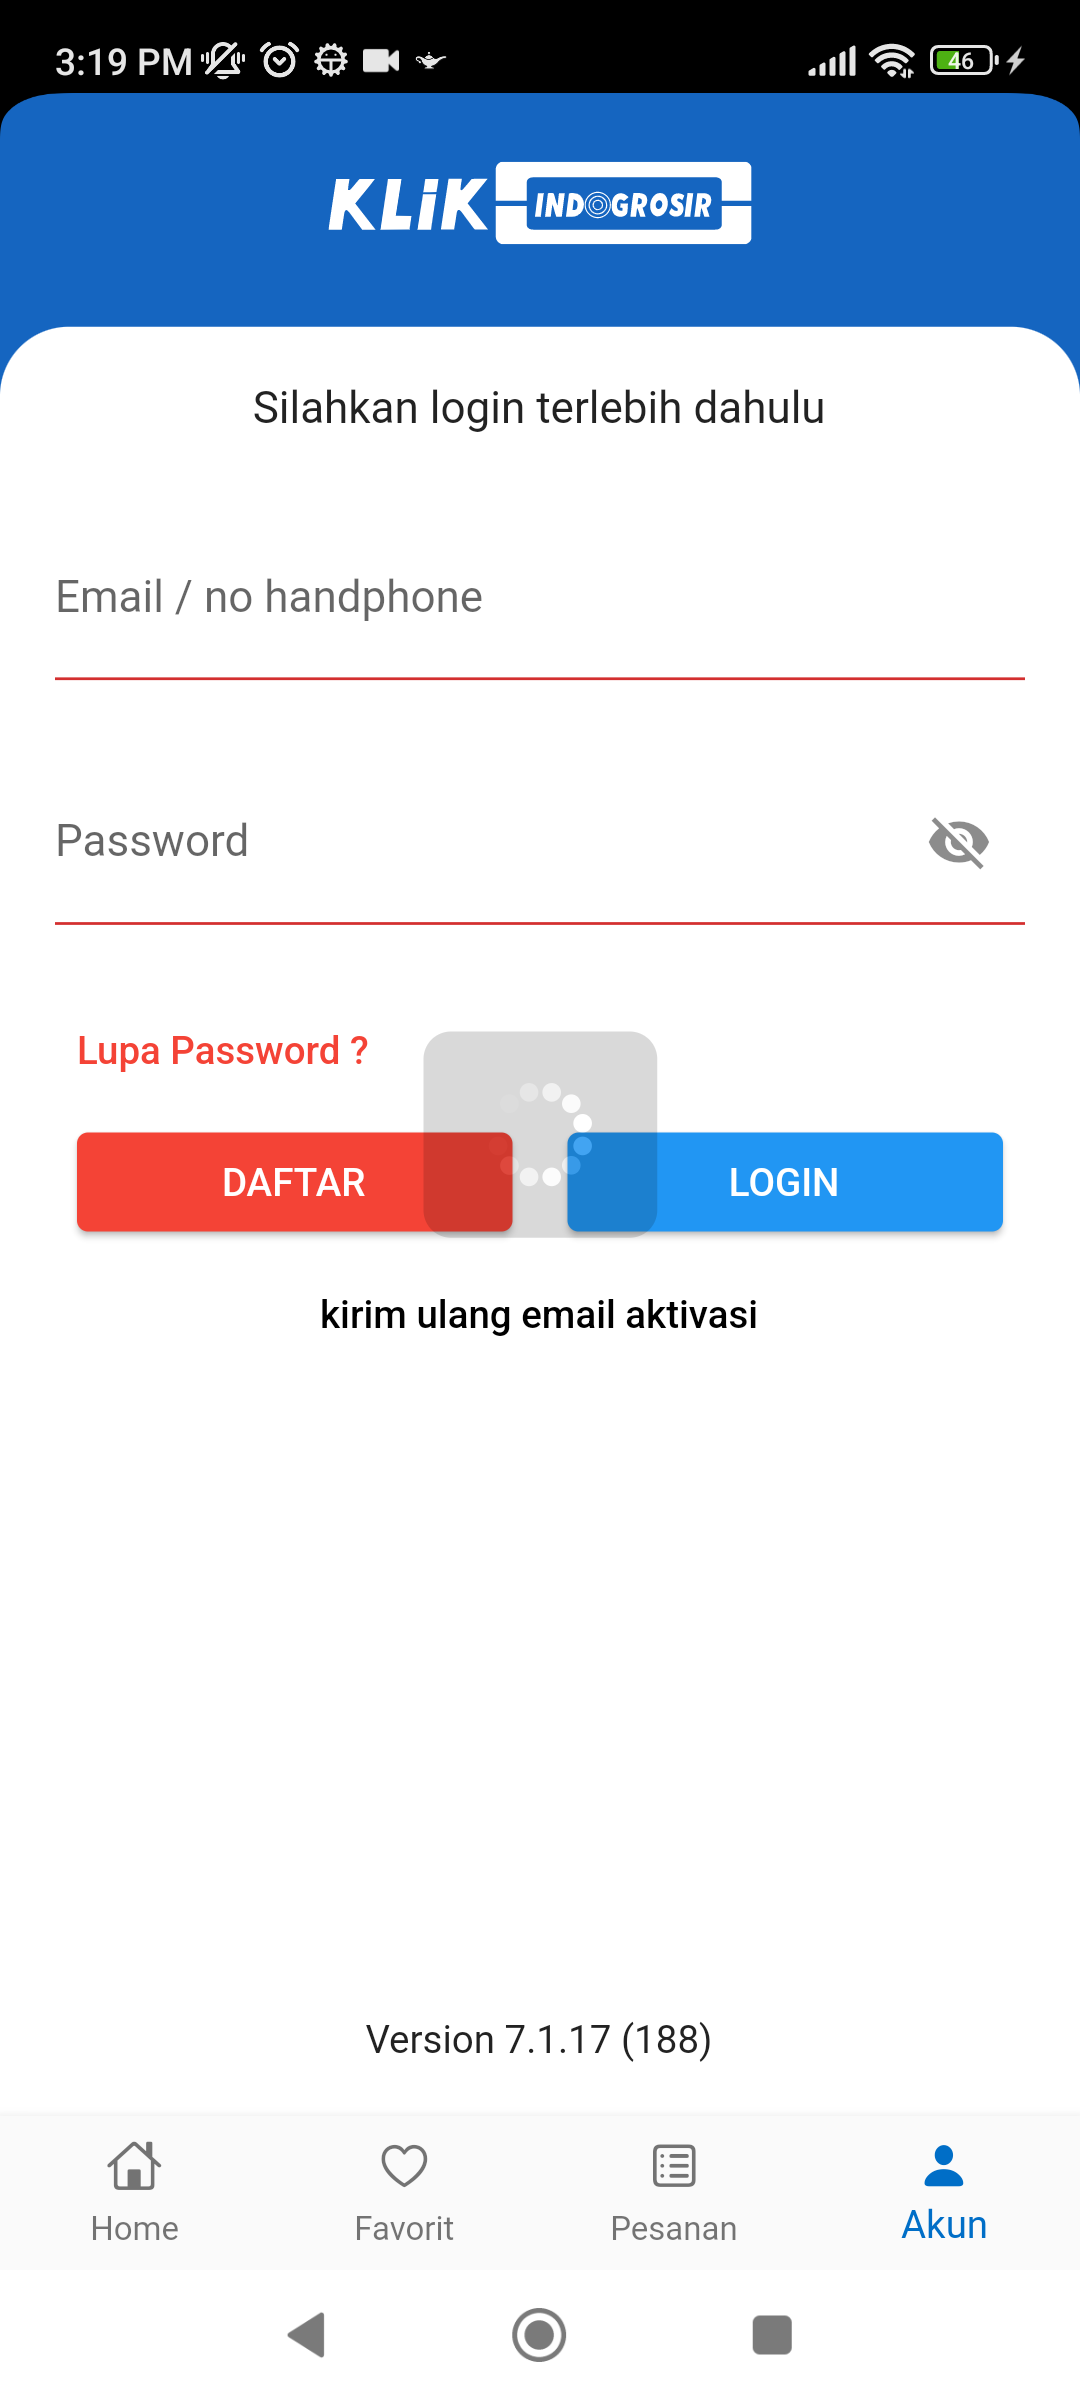 3:19 PM
46
KLiK INDOGROSIR
Silahkan login terlebih dahulu
Email / no handphone
Password
Lupa Password ?
DAFTAR
LOGIN
kirim ulang email aktivasi
Version 7.1.17 (188)
Home
Favorit
Pesanan
Akun